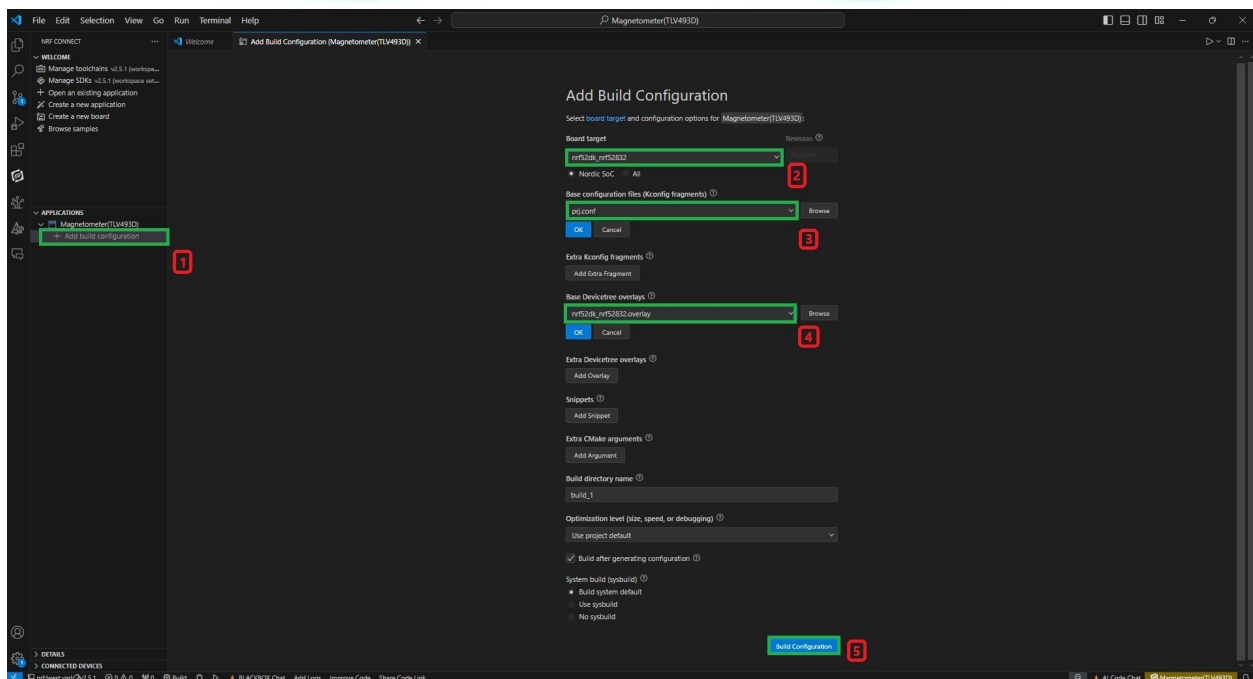 File Edit Selection View Go Run Terminal Help
Magnetometer(TLV493D)
NRF CONNECT ...
Welcome
Add Build Configuration (Magnetometer(TLV493D))
WELCOME
Manage toolchains v2.5.1 (workspa...
Manage SDKs v2.5.1 (workspace set...
Open an existing application
Create a new application
Create a new board
Browse samples
APPLICATIONS
Magnetometer(TLV493D)
+ Add build configuration
1
Add Build Configuration
Select board target and configuration options for Magnetometer(TLV493D):
Board target
Revision
nrf52dk_nrf52832
Revision
2
Nordic SoC All
Base configuration files (Kconfig fragments)
prj.conf
Browse
OK Cancel
3
Extra Kconfig fragments
Add Extra Fragment
Base Devicetree overlays
nrf52dk_nrf52832.overlay
Browse
OK Cancel
4
Extra Devicetree overlays
Add Overlay
Snippets
Add Snippet
Extra CMake arguments
Add Argument
Build directory name
build_1
Optimization level (size, speed, or debugging)
Use project default
Build after generating configuration
System build (sysbuild)
Build system default
Use sysbuild
No sysbuild
Build Configuration
5
DETAILS
CONNECTED DEVICES
Build
BLACKBOX Chat Add Logs Improve Code Share Code Link
AI Code Chat
Magnetometer(TLV493D)